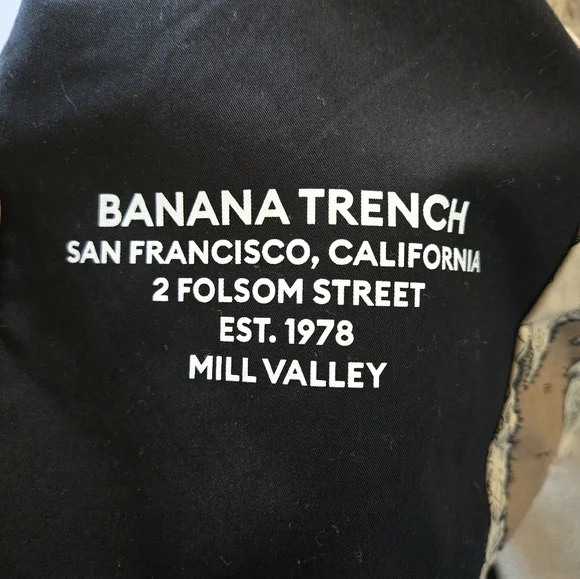 BANANA TRENCH
SAN FRANCISCO, CALIFORNIA
2 FOLSOM STREET
EST. 1978
MILL VALLEY